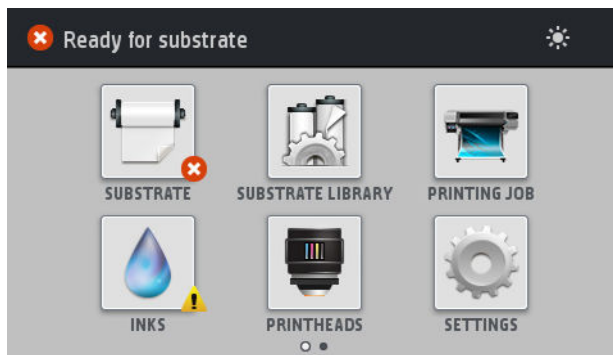 Ready for substrate
SUBSTRATE
SUBSTRATE LIBRARY
PRINTING JOB
INKS
PRINTHEADS
SETTINGS